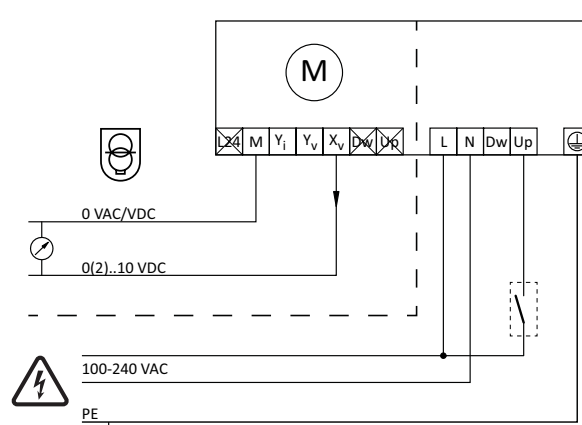 M
L24 M Yi Yv Xv Dw Up L N Dw Up
0 VAC/VDC
0(2)..10 VDC
100-240 VAC
PE